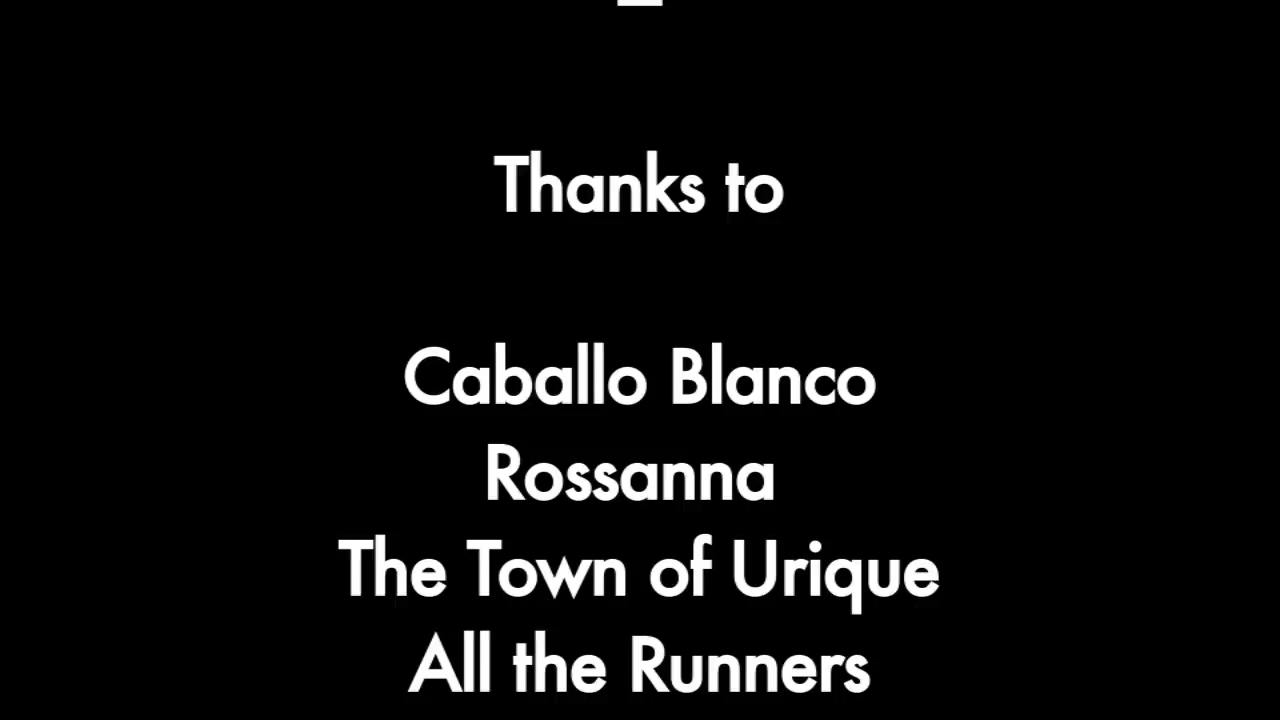 Thanks to
Caballo Blanco
Rossanna
The Town of Urique
All the Runners